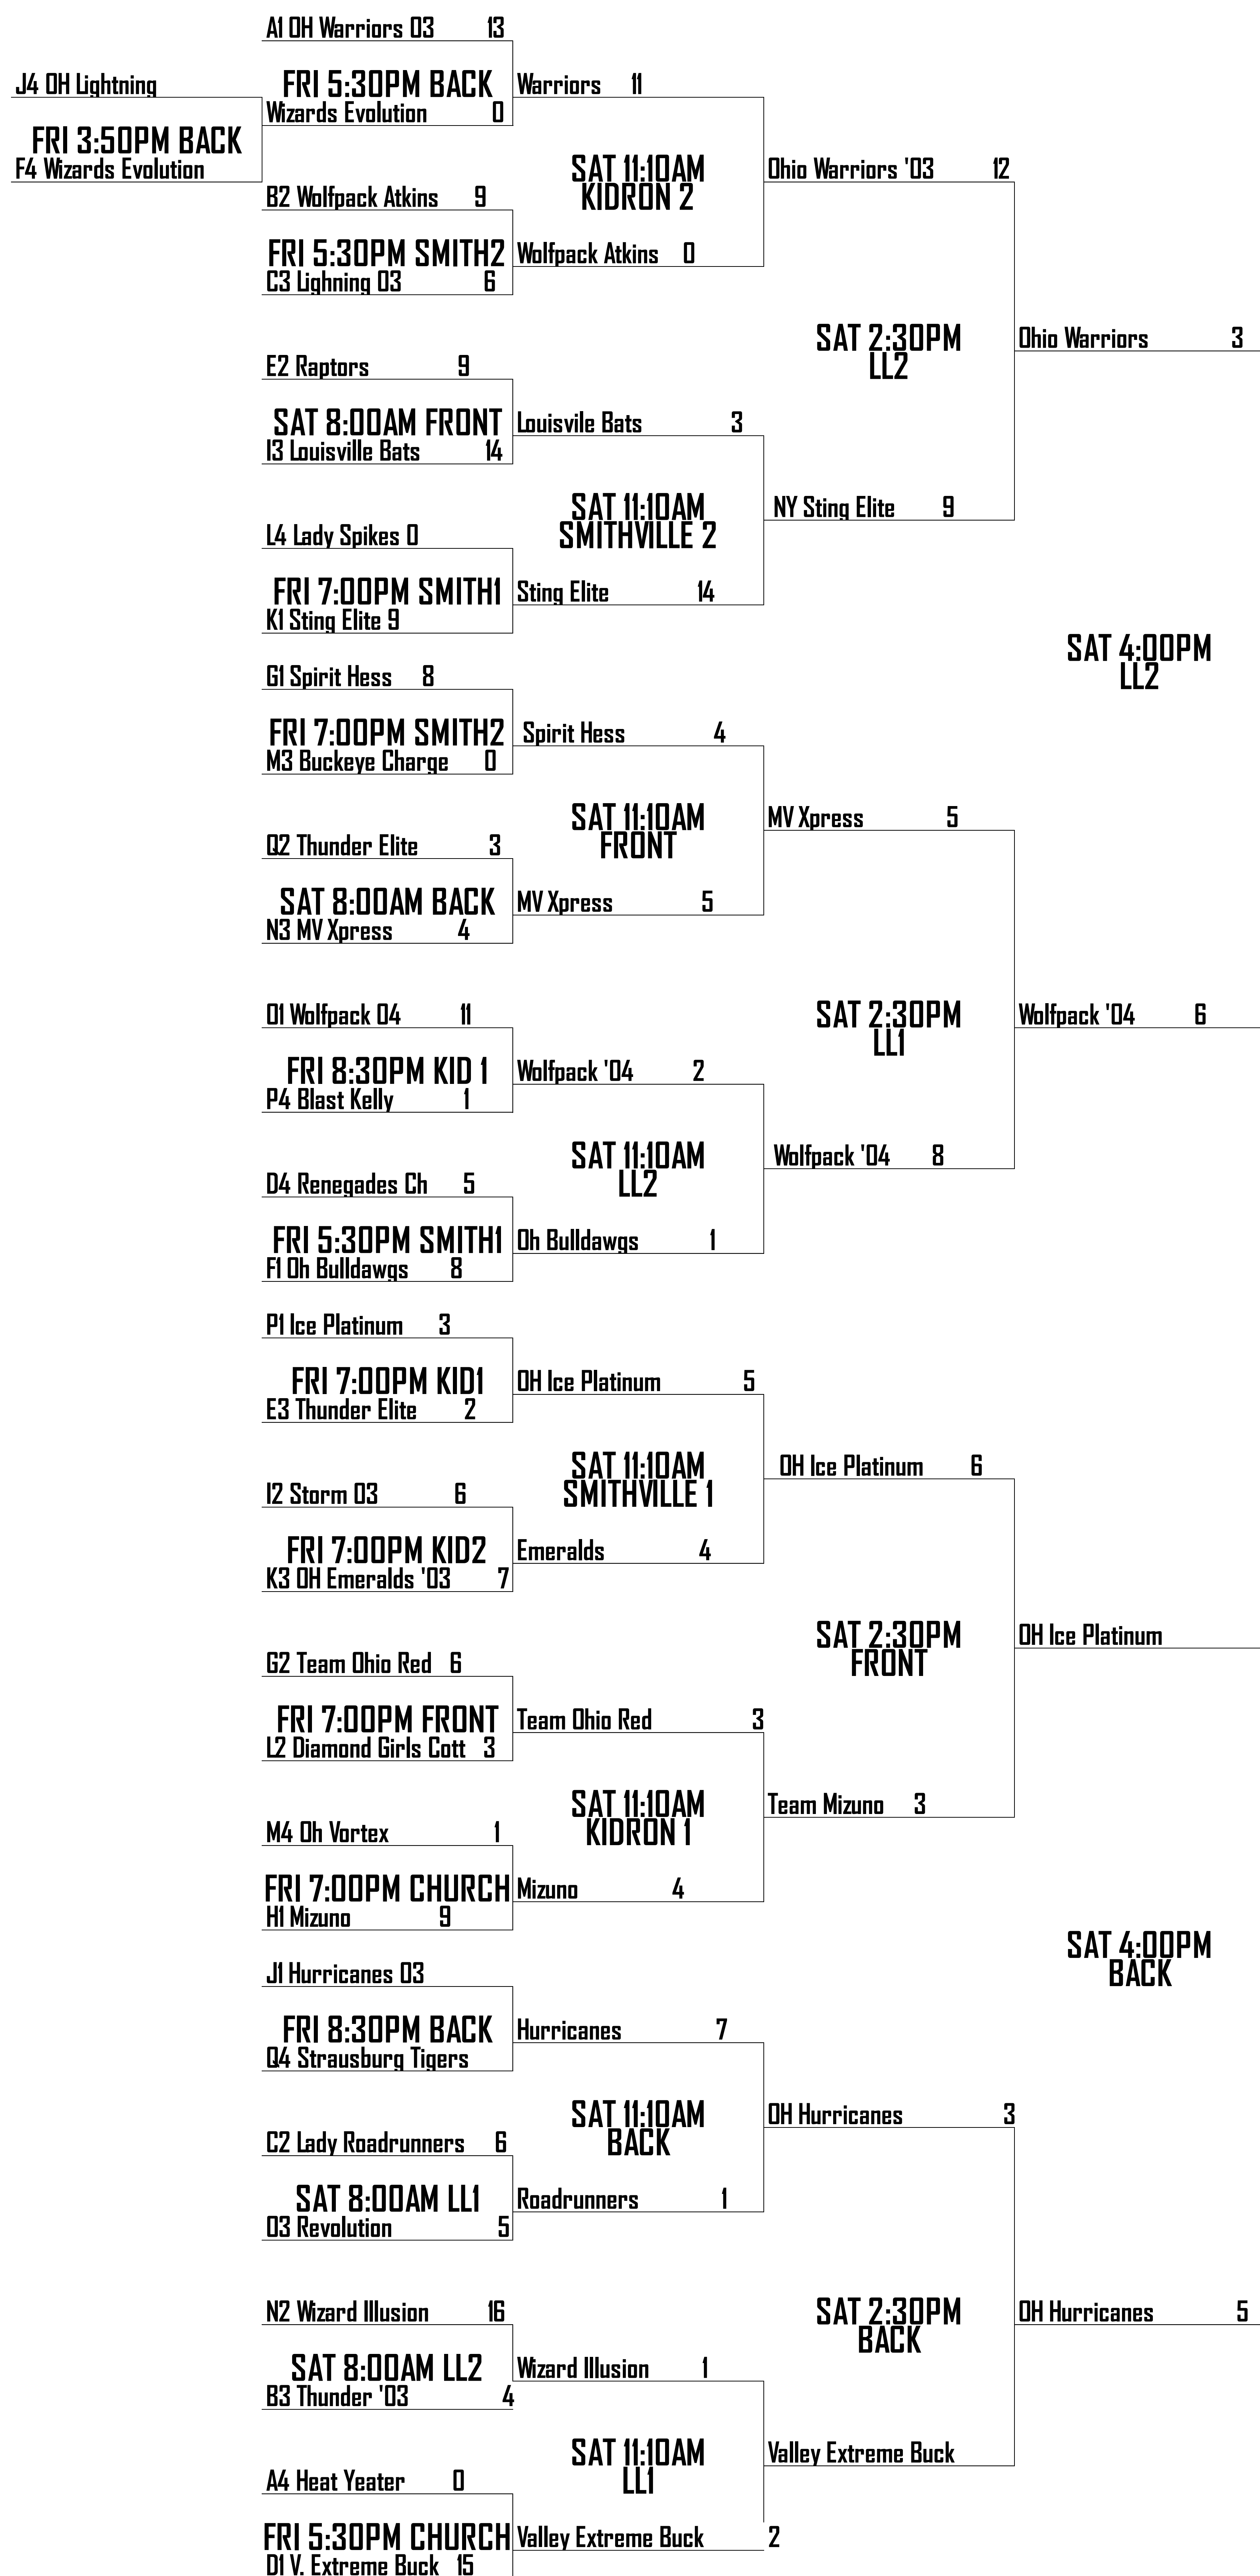 A1 OH Warriors 03 13
J4 OH Lightning
FRI 5:30PM BACK
Warriors 11
Wizards Evolution 0
FRI 3:50PM BACK
F4 Wizards Evolution
SAT 11:10AM
KIDRON 2
Ohio Warriors '03 12
B2 Wolfpack Atkins 9
FRI 5:30PM SMITH2
Wolfpack Atkins 0
C3 Lighning 03 6
SAT 2:30PM
LL2
Ohio Warriors 3
E2 Raptors 9
SAT 8:00AM FRONT
Louisvile Bats 3
I3 Louisville Bats 14
SAT 11:10AM
SMITHVILLE 2
NY Sting Elite 9
L4 Lady Spikes 0
FRI 7:00PM SMITH1
Sting Elite 14
K1 Sting Elite 9
SAT 4:00PM
LL2
G1 Spirit Hess 8
FRI 7:00PM SMITH2
Spirit Hess 4
M3 Buckeye Charge 0
SAT 11:10AM
FRONT
MV Xpress 5
Q2 Thunder Elite 3
SAT 8:00AM BACK
MV Xpress 5
N3 MV Xpress 4
O1 Wolfpack 04 11
SAT 2:30PM
LL1
Wolfpack '04 6
FRI 8:30PM KID 1
Wolfpack '04 2
P4 Blast Kelly 1
SAT 11:10AM
LL2
Wolfpack '04 8
D4 Renegades Ch 5
FRI 5:30PM SMITH1
Oh Bulldawgs 1
F1 Oh Bulldawgs 8
P1 Ice Platinum 3
FRI 7:00PM KID1
OH Ice Platinum 5
E3 Thunder Elite 2
SAT 11:10AM
SMITHVILLE 1
OH Ice Platinum 6
I2 Storm 03 6
FRI 7:00PM KID2
Emeralds 4
K3 OH Emeralds '03 7
SAT 2:30PM
FRONT
OH Ice Platinum
G2 Team Ohio Red 6
FRI 7:00PM FRONT
Team Ohio Red 3
L2 Diamond Girls Cott 3
SAT 11:10AM
KIDRON 1
Team Mizuno 3
M4 Oh Vortex 1
FRI 7:00PM CHURCH
Mizuno 4
H1 Mizuno 9
SAT 4:00PM
BACK
J1 Hurricanes 03
FRI 8:30PM BACK
Hurricanes 7
Q4 Strausburg Tigers
SAT 11:10AM
BACK
OH Hurricanes 3
C2 Lady Roadrunners 6
SAT 8:00AM LL1
Roadrunners 1
O3 Revolution 5
N2 Wizard Illusion 16
SAT 2:30PM
BACK
OH Hurricanes 5
SAT 8:00AM LL2
Wizard Illusion 1
B3 Thunder '03 4
SAT 11:10AM
LL1
Valley Extreme Buck
A4 Heat Yeater 0
FRI 5:30PM CHURCH
Valley Extreme Buck 2
D1 V. Extreme Buck 15